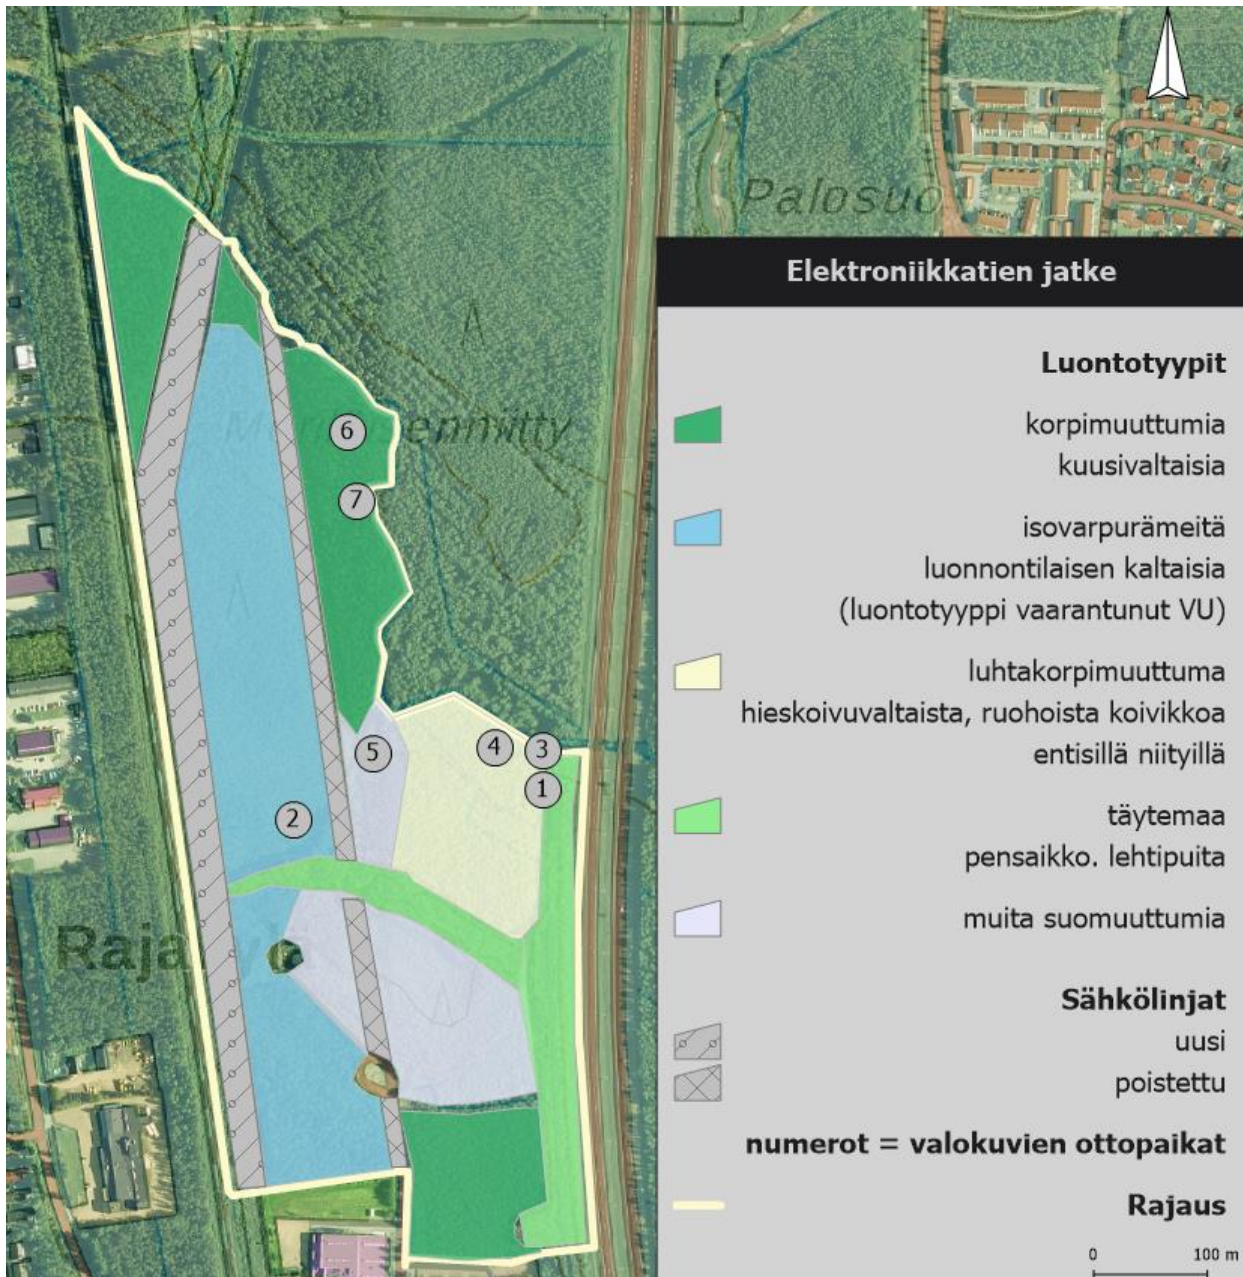 Palosuo
Elektroniikkatien jatke
Luontotyypit
korpimuuttumia
kuusivaltaisia
isovarpurämeitä
luonnontilaisen kaltaisia
(luontotyyppi vaarantunut VU)
luhtakorpimuuttuma
hieskoivuvaltaista, ruohoista koivikkoa
entisillä niityillä
täytemaa
pensaikko. lehtipuita
muita suomuuttumia
Sähkölinjat
uusi
poistettu
numerot = valokuvien ottopaikat
Rajaus
0 100 m
6
7
5
4
3
1
2